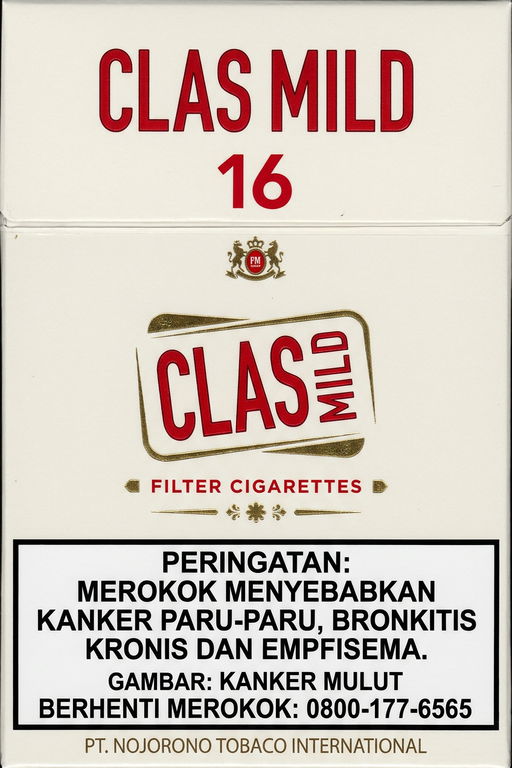 CLAS MILD
16
FM
CLAS MILD
FILTER CIGARETTES
PERINGATAN:
MEROKOK MENYEBABKAN
KANKER PARU-PARU, BRONKITIS
KRONIS DAN EMPFISEMA.
GAMBAR: KANKER MULUT
BERHENTI MEROKOK: 0800-177-6565
PT. NOJORONO TOBACO INTERNATIONAL